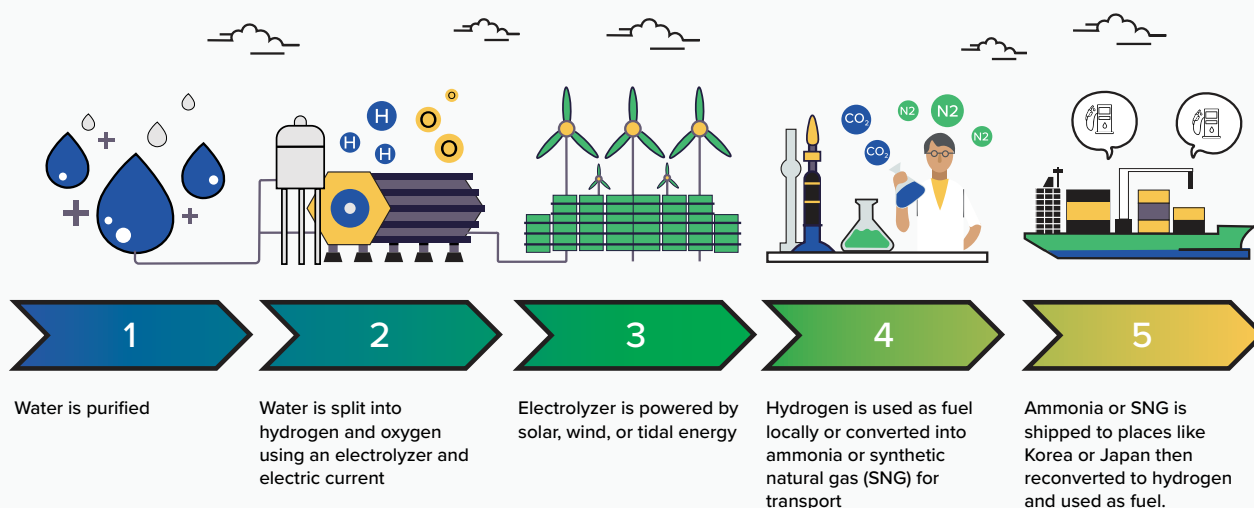 H
H
H
O
O
O
CO₂
CO₂
N2
N2
N2
1
2
3
4
5
Water is purified
Water is split into
hydrogen and oxygen
using an electrolyzer and
electric current
Electrolyzer is powered by
solar, wind, or tidal energy
Hydrogen is used as fuel
locally or converted into
ammonia or synthetic
natural gas (SNG) for
transport
Ammonia or SNG is
shipped to places like
Korea or Japan then
reconverted to hydrogen
and used as fuel.